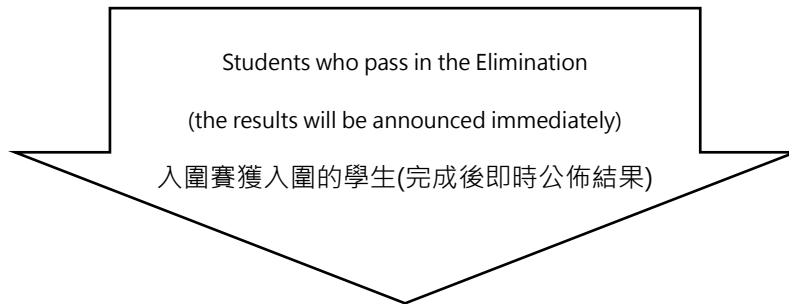 Students who pass in the Elimination
(the results will be announced immediately)
入圍賽獲入圍的學生(完成後即時公佈結果)